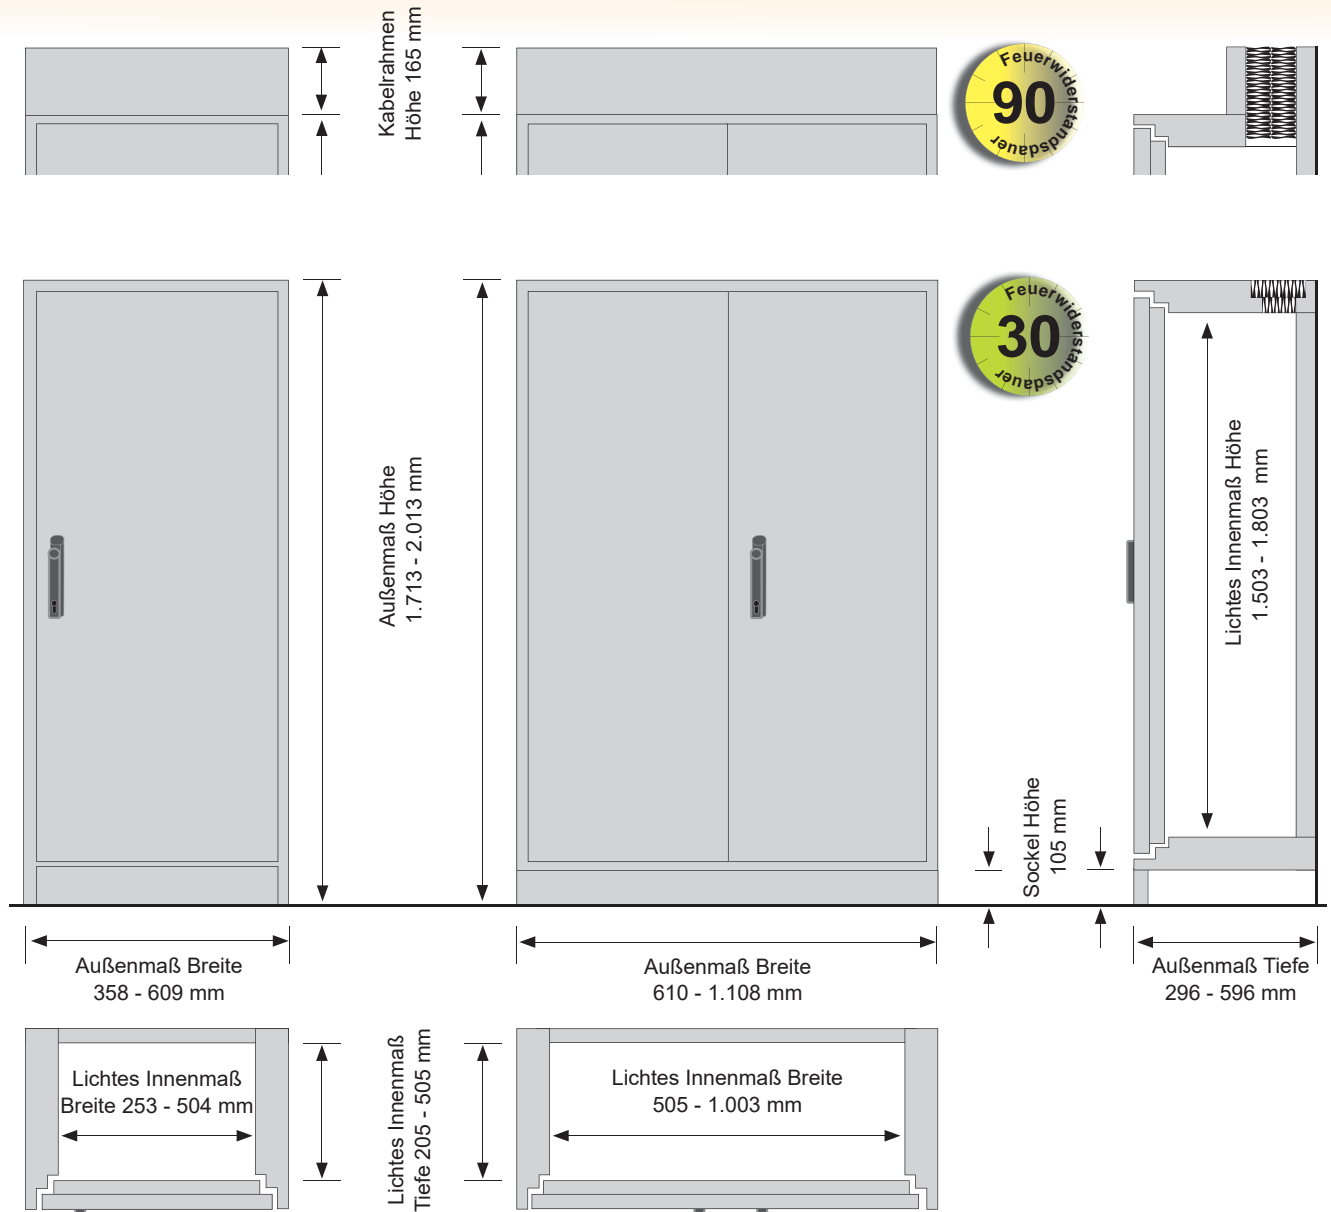 Kabelrahmen
Höhe 165 mm
Feuerwiderstandsdauer
90
Feuerwiderstandsdauer
30
Außenmaß Höhe
1.713 - 2.013 mm
Lichtes Innenmaß Höhe
1.503 - 1.803 mm
Sockel Höhe
105 mm
Außenmaß Breite
358 - 609 mm
Außenmaß Breite
610 - 1.108 mm
Außenmaß Tiefe
296 - 596 mm
Lichtes Innenmaß
Breite 253 - 504 mm
Lichtes Innenmaß
Tiefe 205 - 505 mm
Lichtes Innenmaß Breite
505 - 1.003 mm